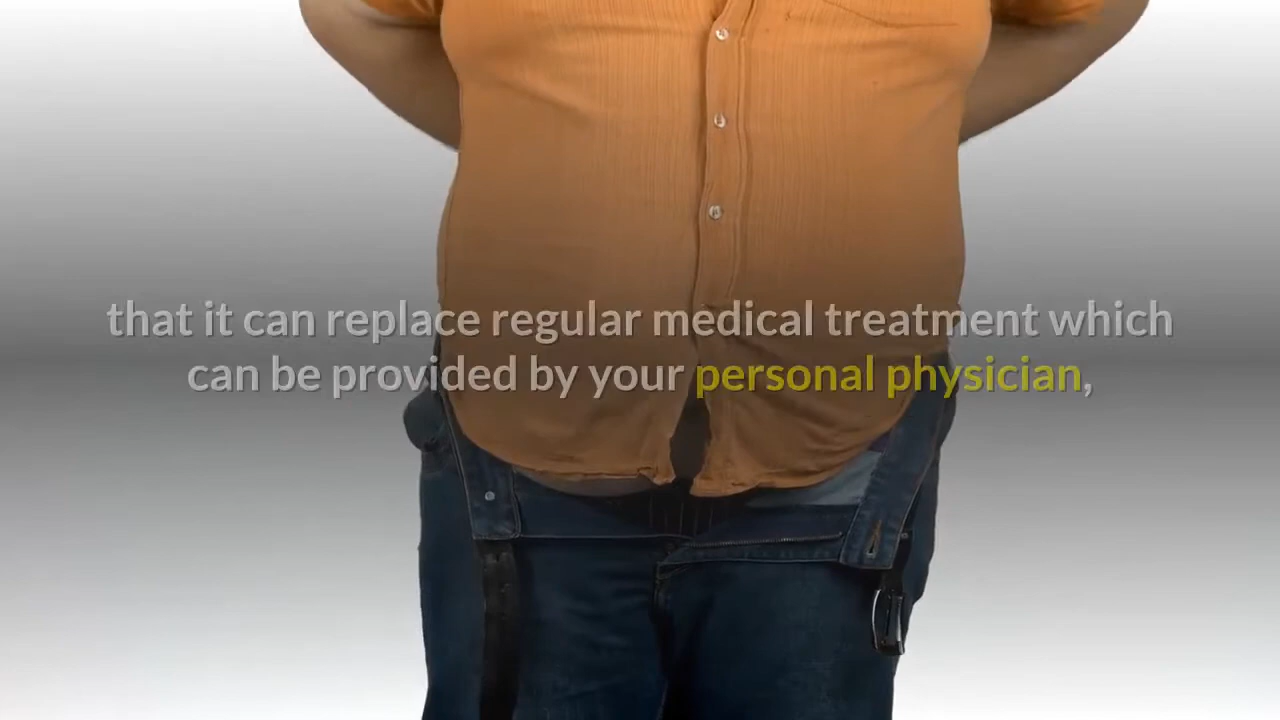 that it can replace regular medical treatment which
can be provided by your personal physician,